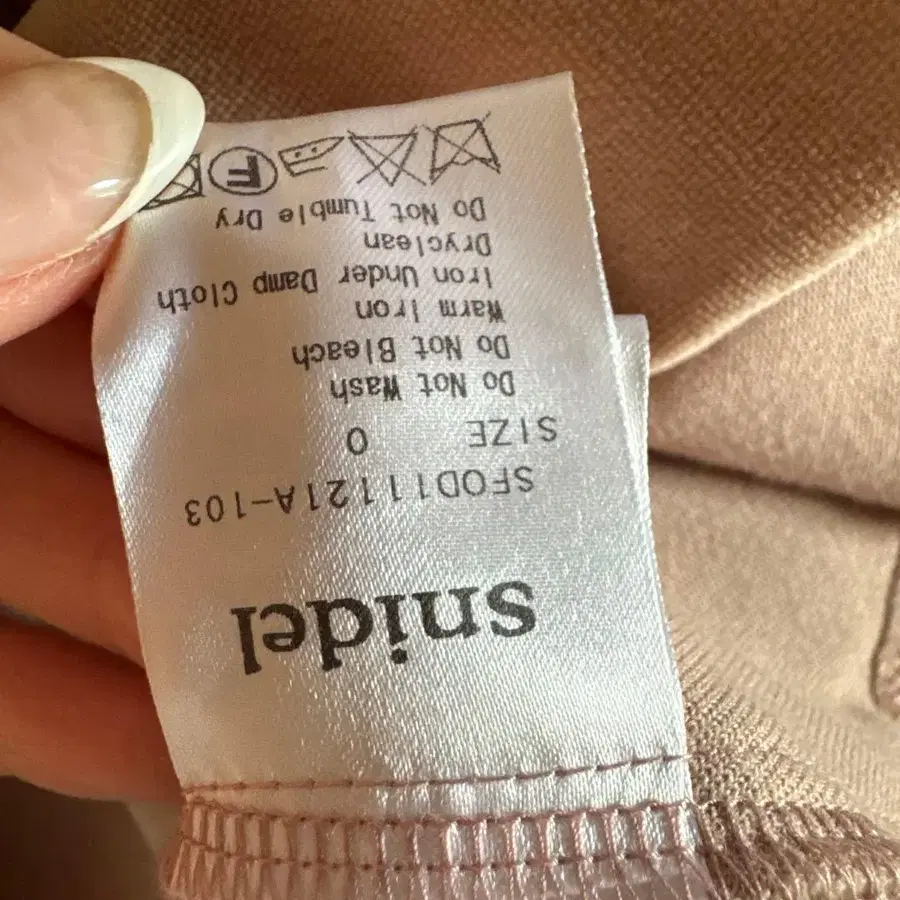 snidel
SFOD11121A-103
SIZE 0
Do Not Wash
Do Not Bleach
Warm Iron
Iron Under Damp Cloth
Dryclean
Do Not Tumble Dry
F